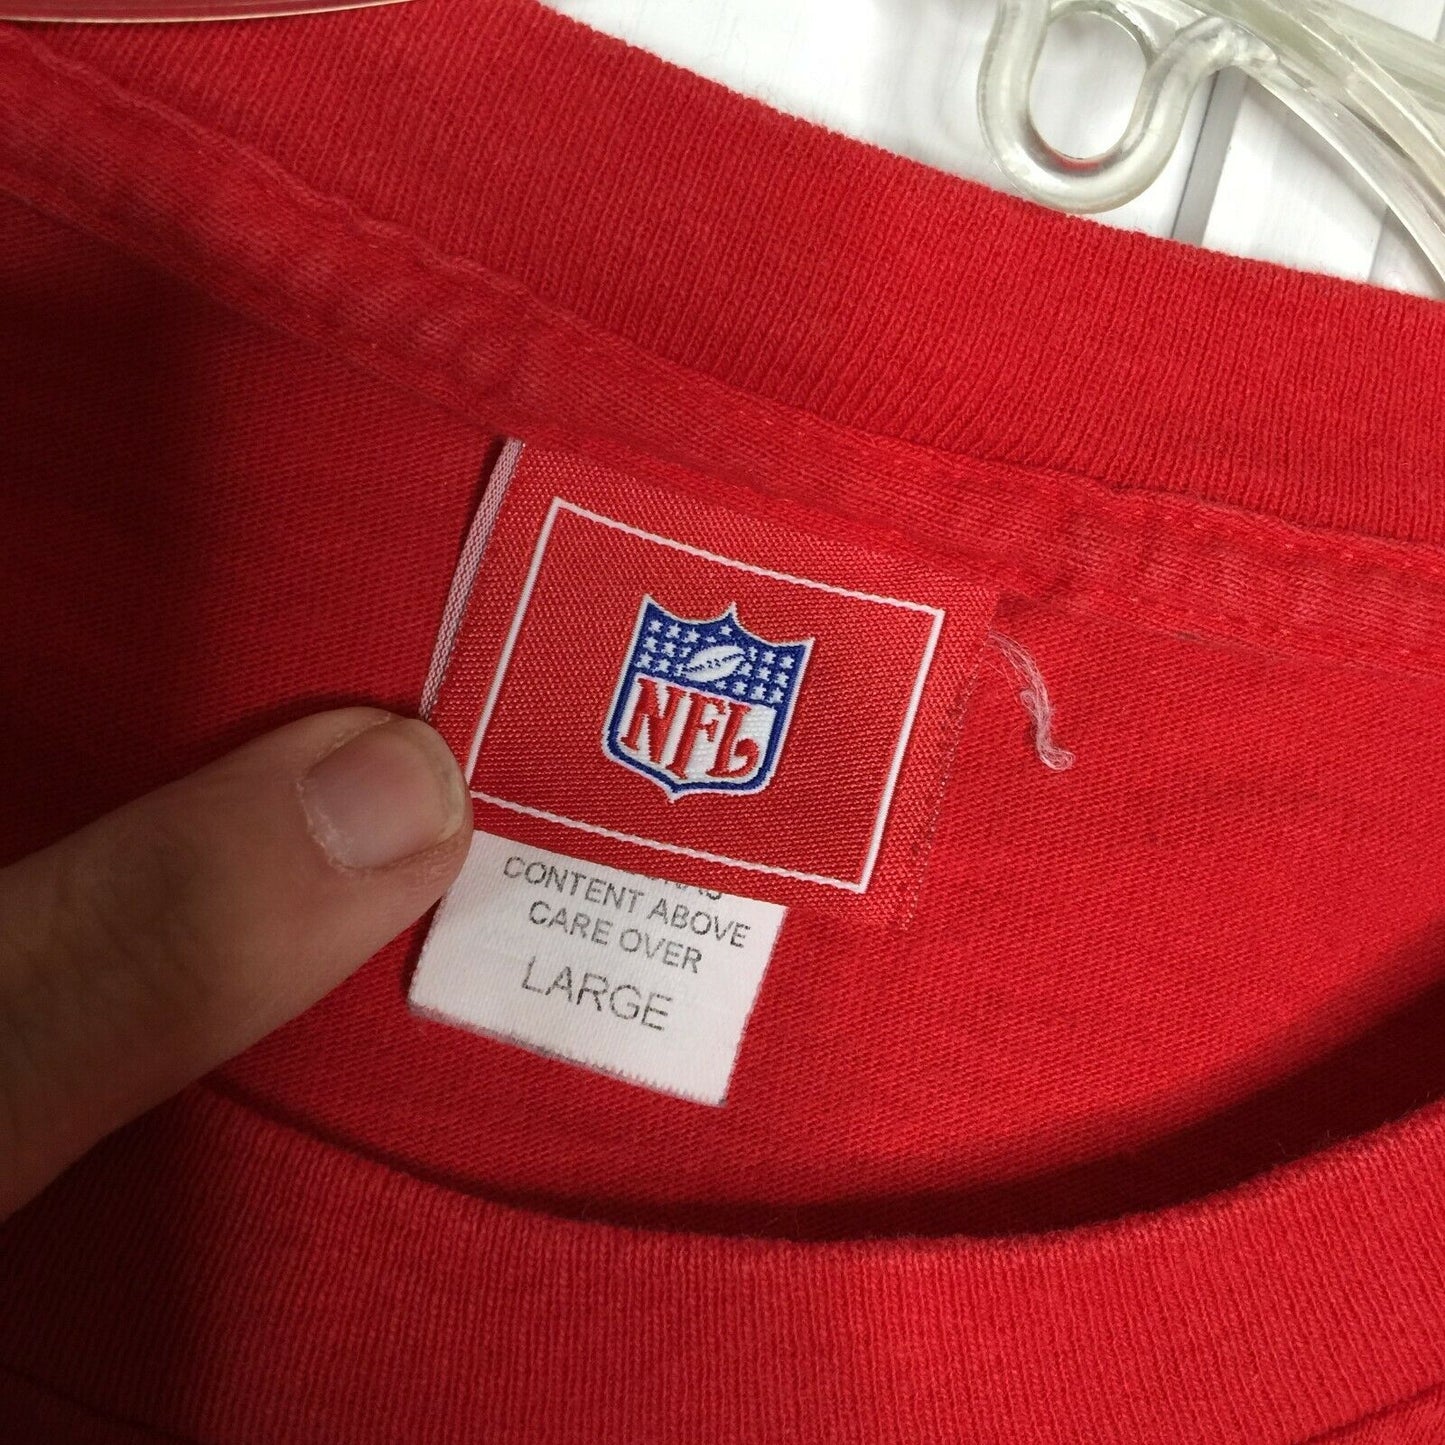 NFL
CONTENT ABOVE
CARE OVER
LARGE